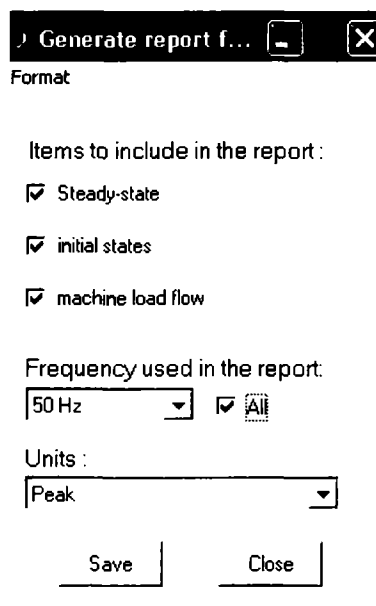 Generate report f...
Format
Items to include in the report :
Steady-state
initial states
machine load flow
Frequency used in the report:
50 Hz All
Units :
Peak
Save Close